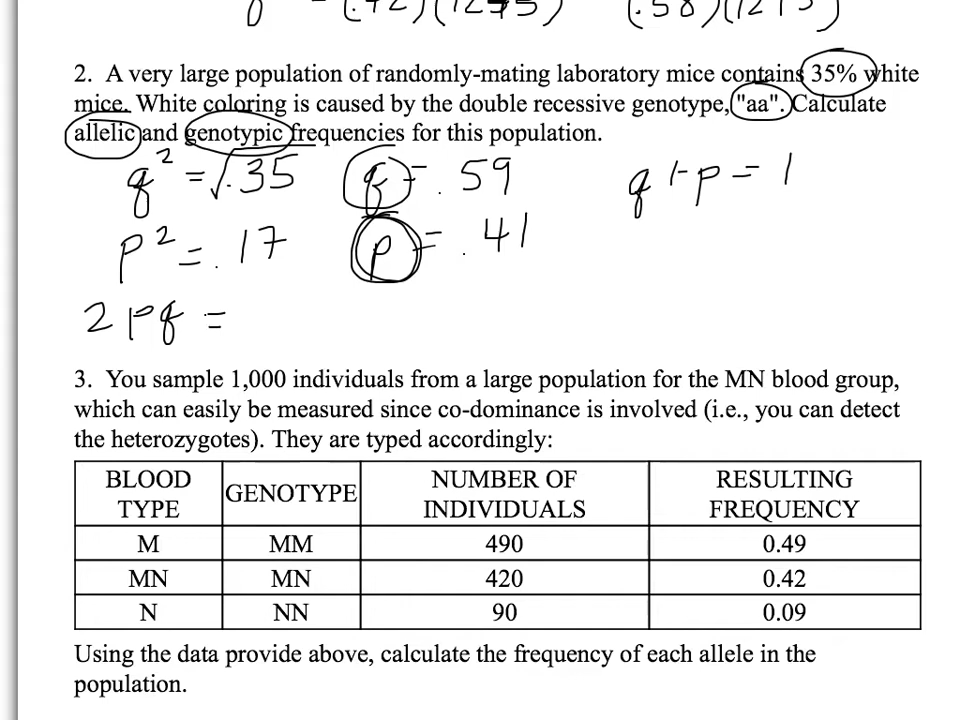 2. A very large population of randomly-mating laboratory mice contains 35% white
mice. White coloring is caused by the double recessive genotype, "aa". Calculate
allelic and genotypic frequencies for this population.
q² = √.35 q = .59 q + p = 1
p² = .17 p = .41
2pq =
3. You sample 1,000 individuals from a large population for the MN blood group,
which can easily be measured since co-dominance is involved (i.e., you can detect
the heterozygotes). They are typed accordingly:
BLOOD TYPE GENOTYPE NUMBER OF INDIVIDUALS RESULTING FREQUENCY
M MM 490 0.49
MN MN 420 0.42
N NN 90 0.09
Using the data provide above, calculate the frequency of each allele in the
population.